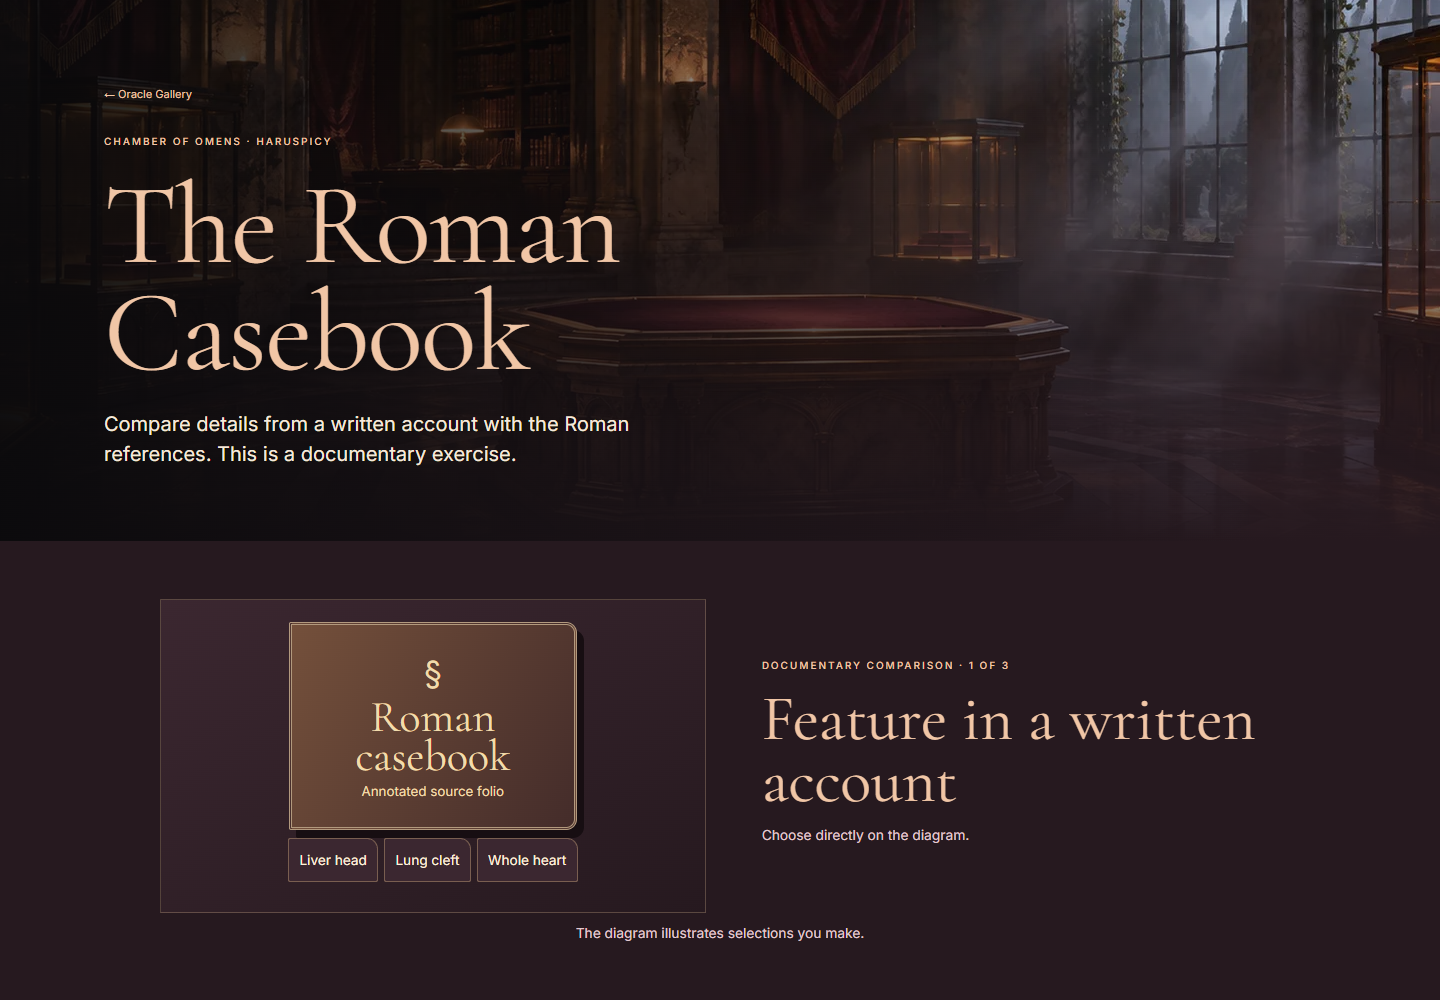 ← Oracle Gallery
CHAMBER OF OMENS · HARUSPICY
The Roman
Casebook
Compare details from a written account with the Roman
references. This is a documentary exercise.
§
Roman
casebook
Annotated source folio
Liver head
Lung cleft
Whole heart
DOCUMENTARY COMPARISON · 1 OF 3
Feature in a written
account
Choose directly on the diagram.
The diagram illustrates selections you make.